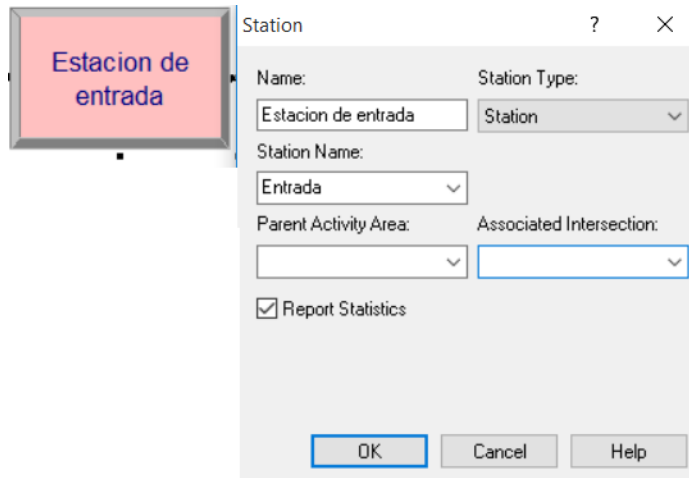 Estacion de
entrada
Station ?
Name: Station Type:
Estacion de entrada Station
Station Name:
Entrada
Parent Activity Area: Associated Intersection:
Report Statistics
OK Cancel Help